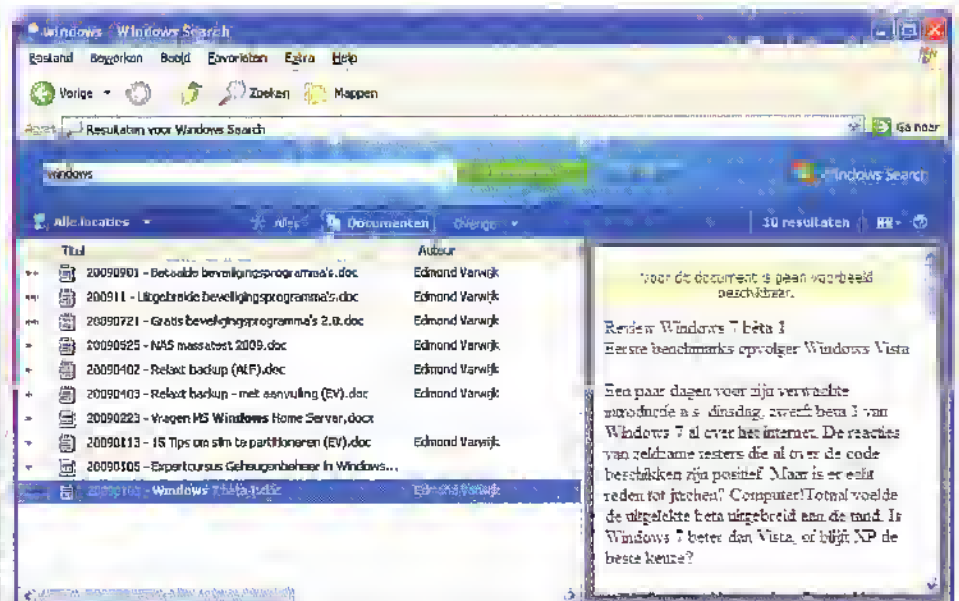 windows - Windows Search
Bestand Bewerken Beeld Favorieten Extra Help
Vorige Zoeken Mappen
Adres Resultaten voor Windows Search Ga naar
windows
Windows Search
Alle locaties Alles Documenten Overige 10 resultaten
Titel Auteur
20090901 - Betaalde beveiligingsprogramma's.doc Edmond Varwijk
200911 - Uitgebreide beveiligingsprogramma's.doc Edmond Varwijk
20090721 - Gratis beveiligingsprogramma's 2.0.doc Edmond Varwijk
20090525 - NAS massatest 2009.doc Edmond Varwijk
20090402 - Relaxt backup (ALF).doc Edmond Varwijk
20090403 - Relaxt backup - met aanvulling (EV).doc Edmond Varwijk
20090223 - Vragen MS Windows Home Server.docx
20090113 - 15 Tips om slim te partitioneren (EV).doc Edmond Varwijk
- Expertcursus Geheugenbeheer in Windows...
- Windows Edmond Varwijk
Voor dit document is geen voorbeeld
beschikbaar.
Review Windows 7 bèta 1
Eerste benchmarks opvolger Windows Vista
Een paar dagen voor zijn verwachte
introductie a.s. dinsdag, zwerft beta 1 van
Windows 7 al over het internet. De reacties
van zeldzame testers die al over de code
beschikken zijn positief. Maar is er echt
reden tot juichen? Computer!Totaal voelde
de uitgelekte beta uitgebreid aan de tand. Is
Windows 7 beter dan Vista, of blijft XP de
beste keuze?